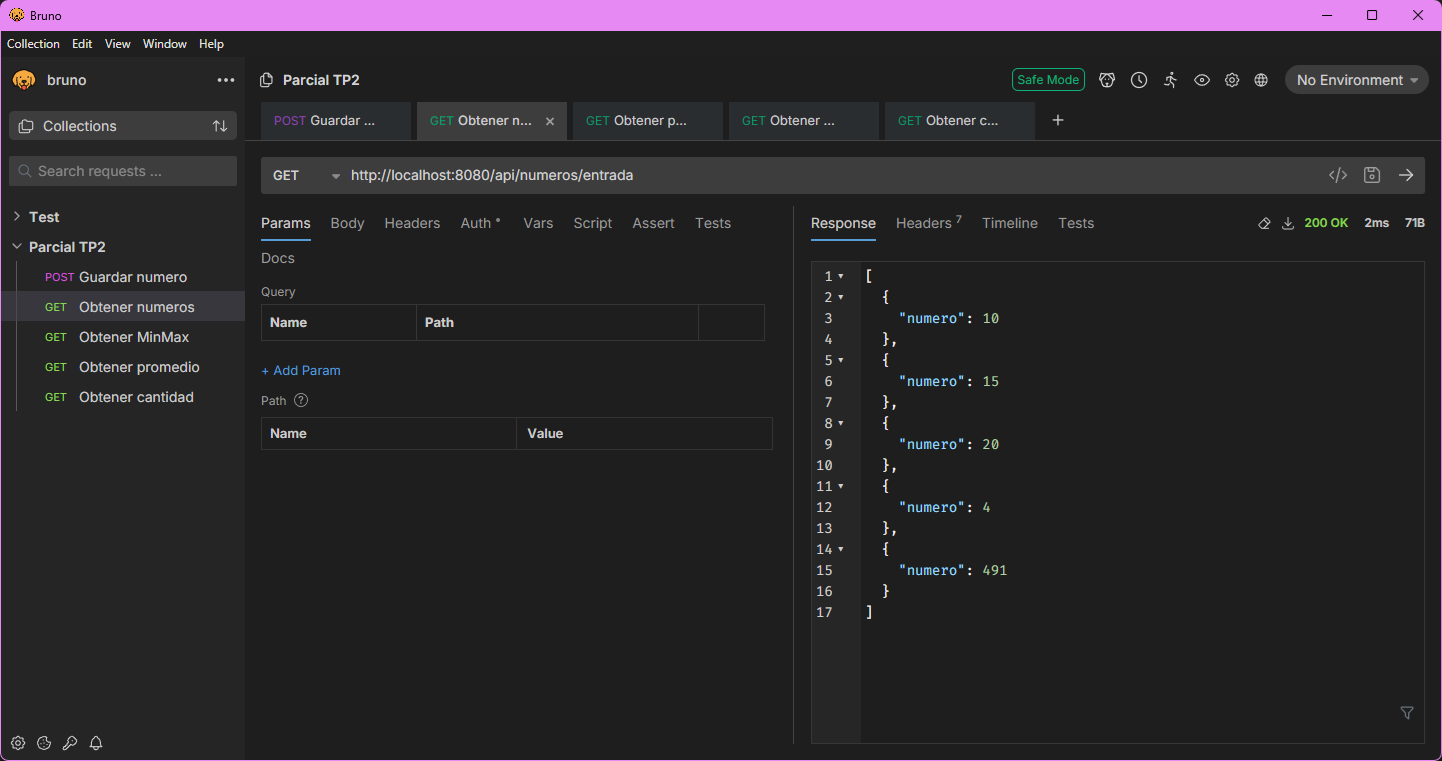 Bruno
Collection Edit View Window Help
bruno
Collections
Search requests ...
Test
Parcial TP2
POST Guardar numero
GET Obtener numeros
GET Obtener MinMax
GET Obtener promedio
GET Obtener cantidad
Parcial TP2
Safe Mode
No Environment
POST Guardar ... GET Obtener n... GET Obtener p... GET Obtener ... GET Obtener c...
GET http://localhost:8080/api/numeros/entrada
Params Body Headers Auth Vars Script Assert Tests
Docs
Query
Name Path
+ Add Param
Path ?
Name Value
Response Headers 7 Timeline Tests
200 OK 2ms 71B
1 [
2 {
3 "numero": 10
4 },
5 {
6 "numero": 15
7 },
8 {
9 "numero": 20
10 },
11 {
12 "numero": 4
13 },
14 {
15 "numero": 491
16 }
17 ]